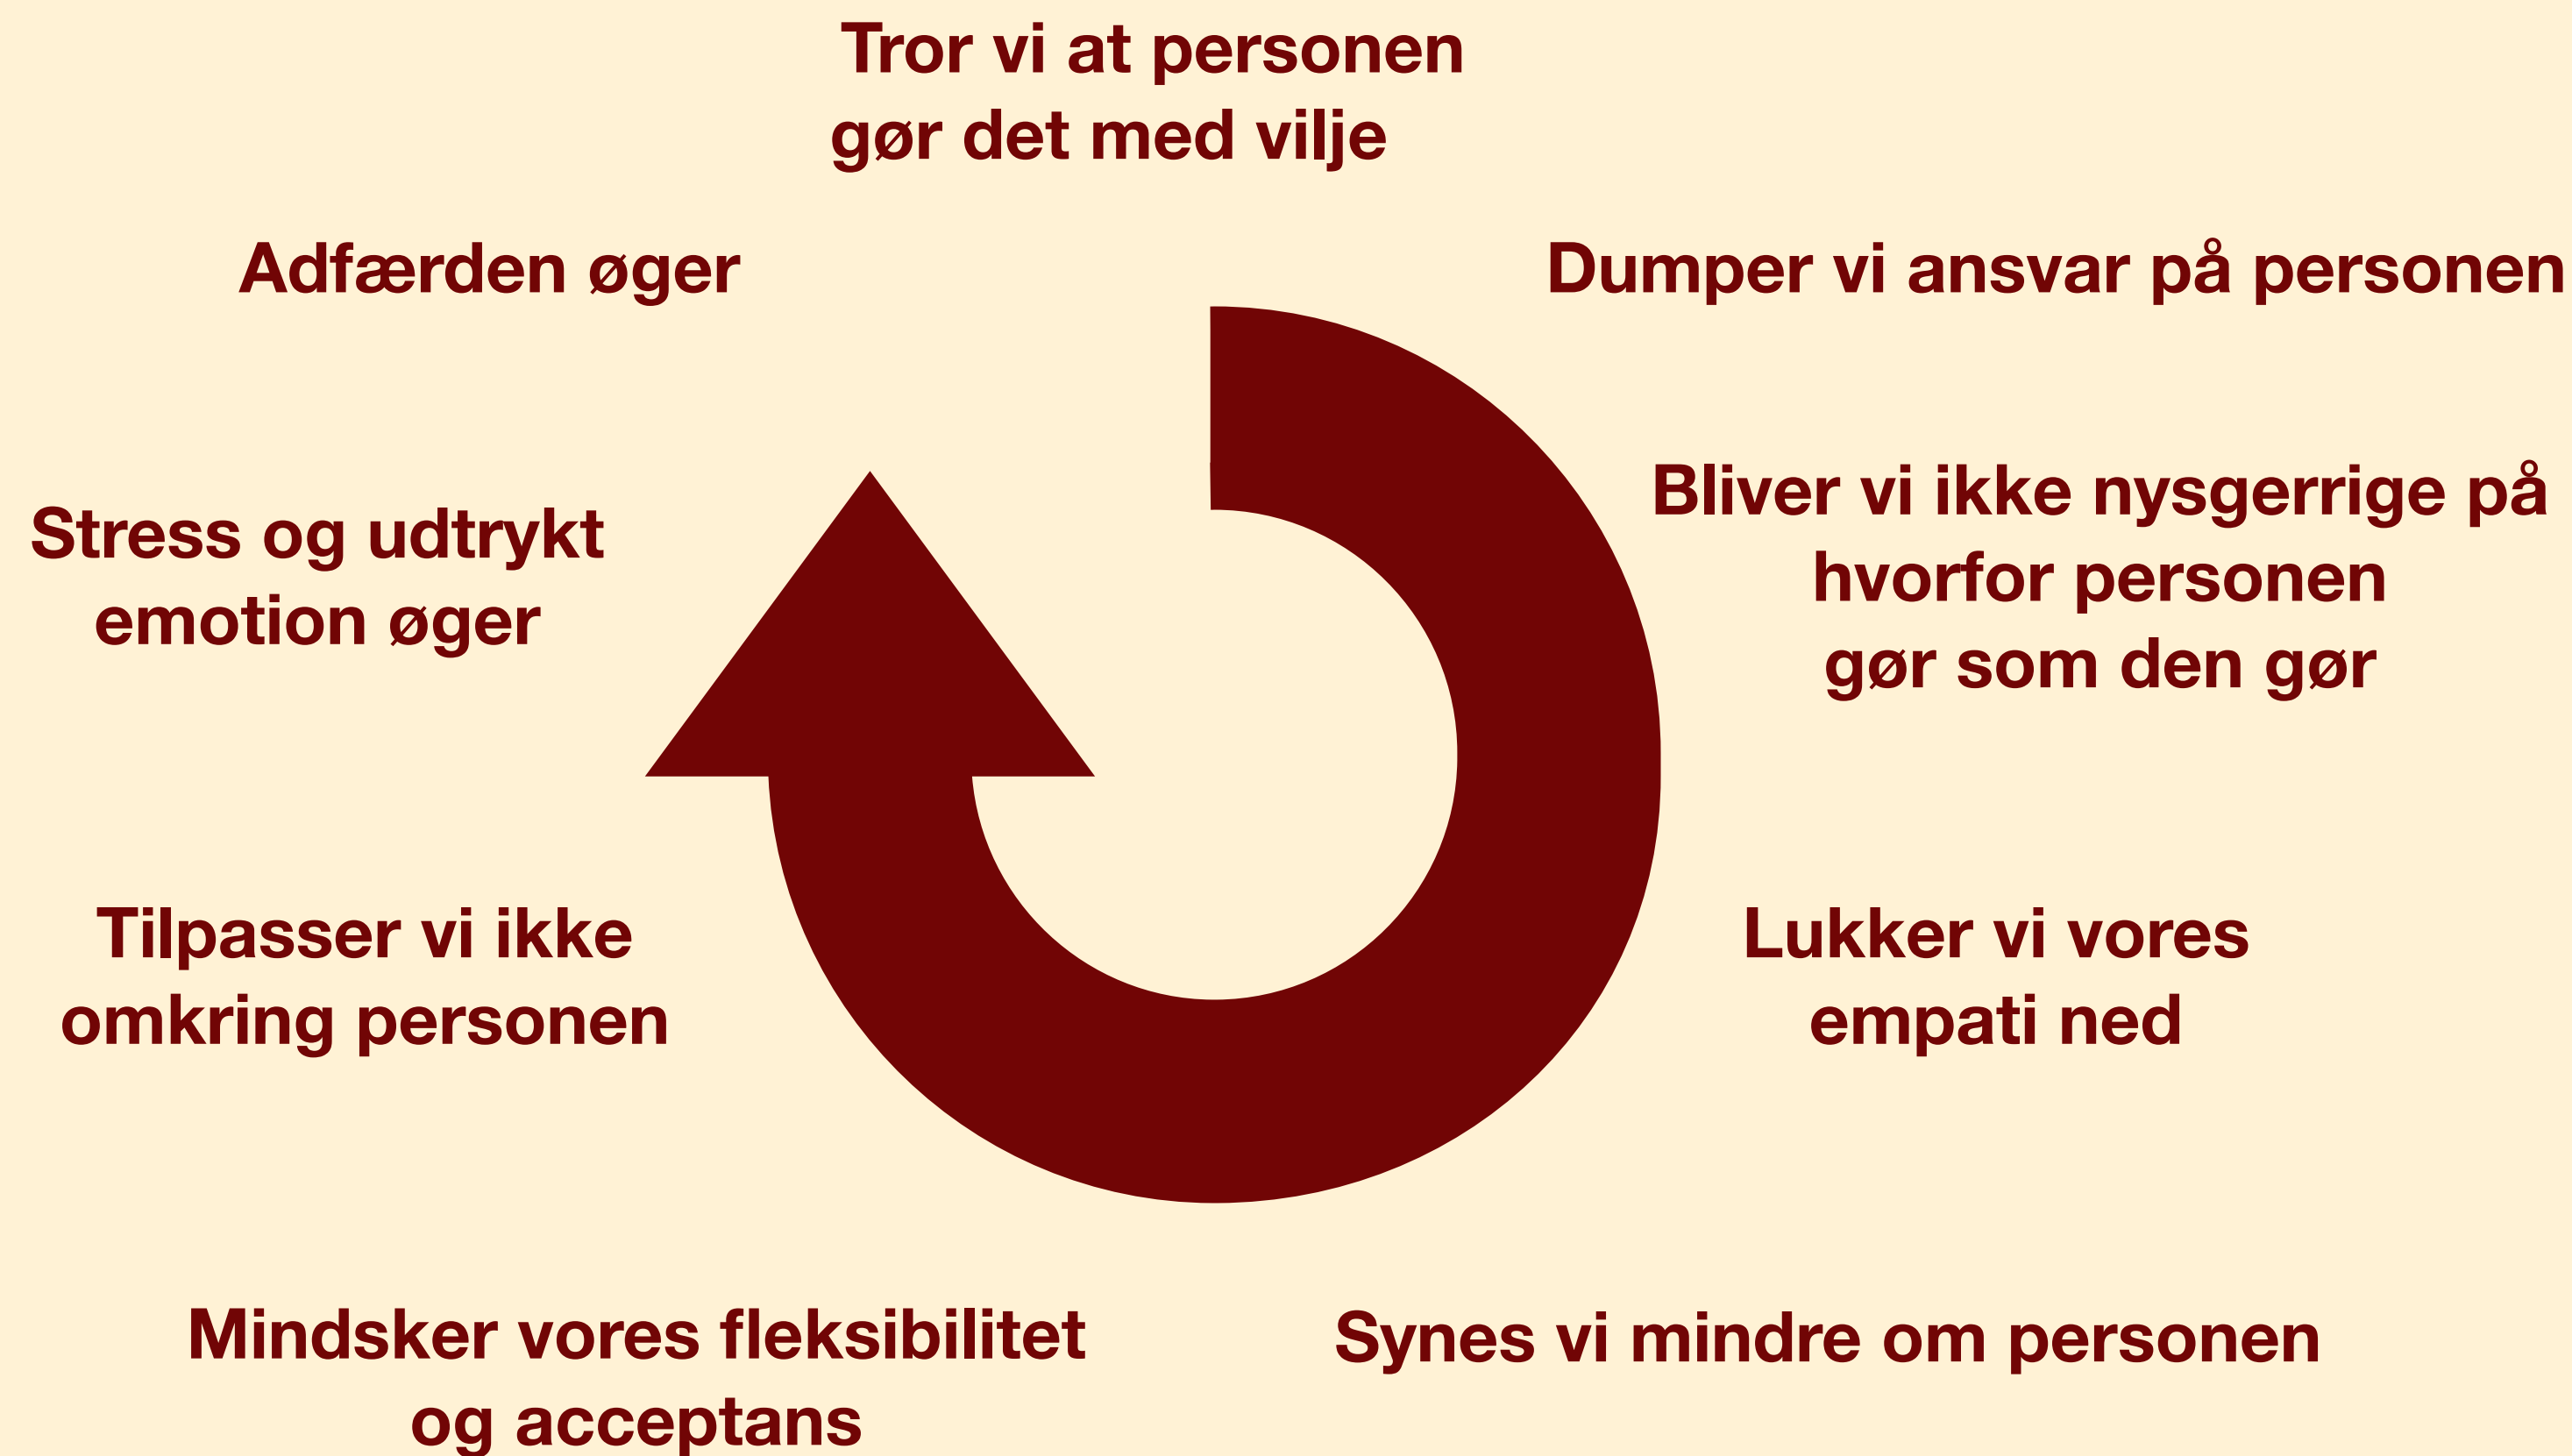 Tror vi at personen
gør det med vilje
Dumper vi ansvar på personen
Bliver vi ikke nysgerrige på
hvorfor personen
gør som den gør
Lukker vi vores
empati ned
Synes vi mindre om personen
Mindsker vores fleksibilitet
og acceptans
Tilpasser vi ikke
omkring personen
Stress og udtrykt
emotion øger
Adfærden øger